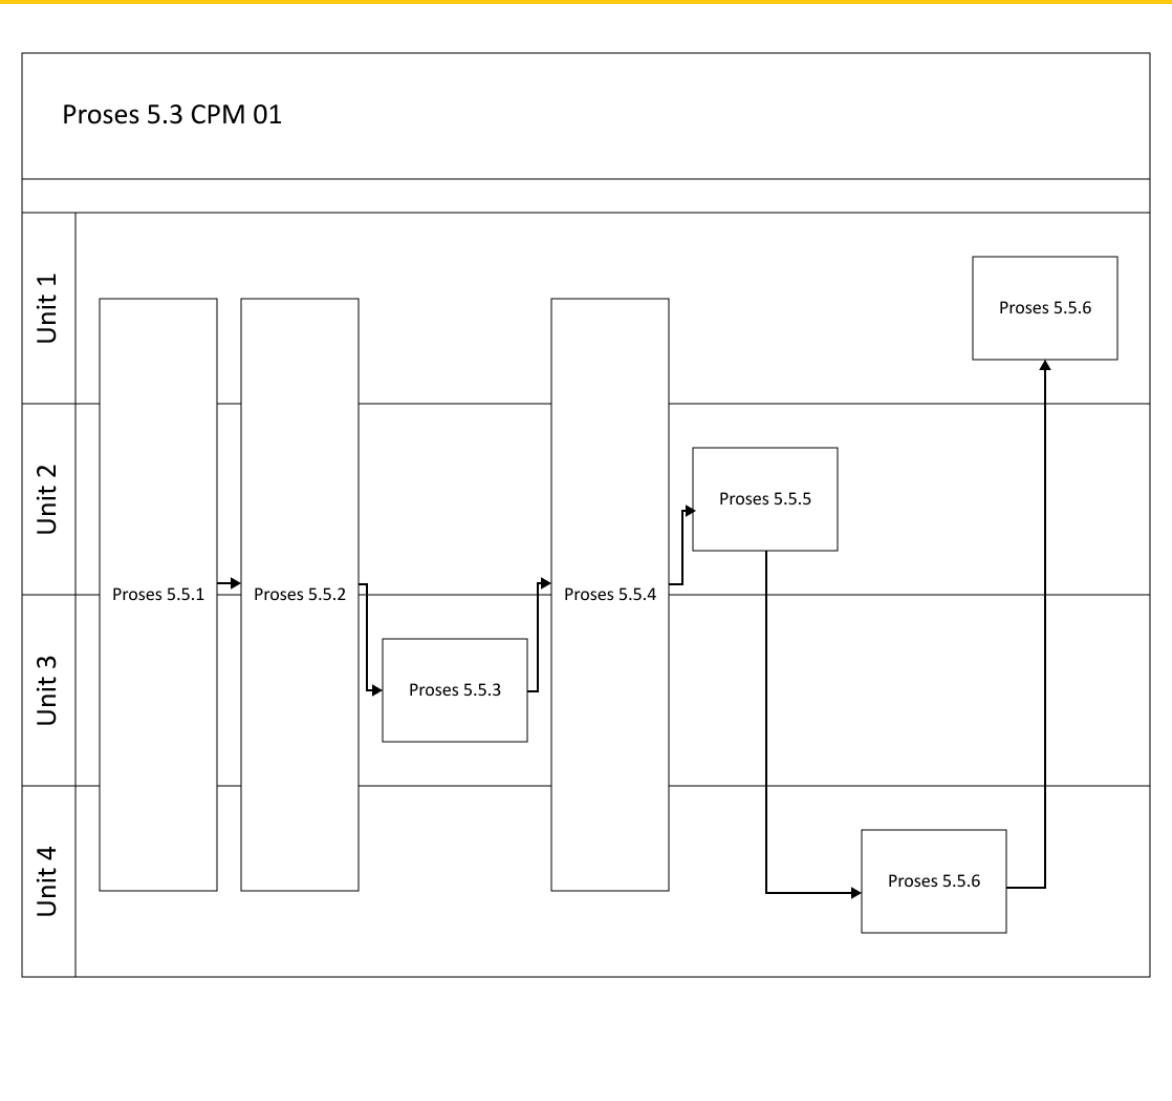 Proses 5.3 CPM 01
Unit 1
Proses 5.5.6
Unit 2
Proses 5.5.5
Proses 5.5.1
Proses 5.5.2
Proses 5.5.4
Unit 3
Proses 5.5.3
Unit 4
Proses 5.5.6